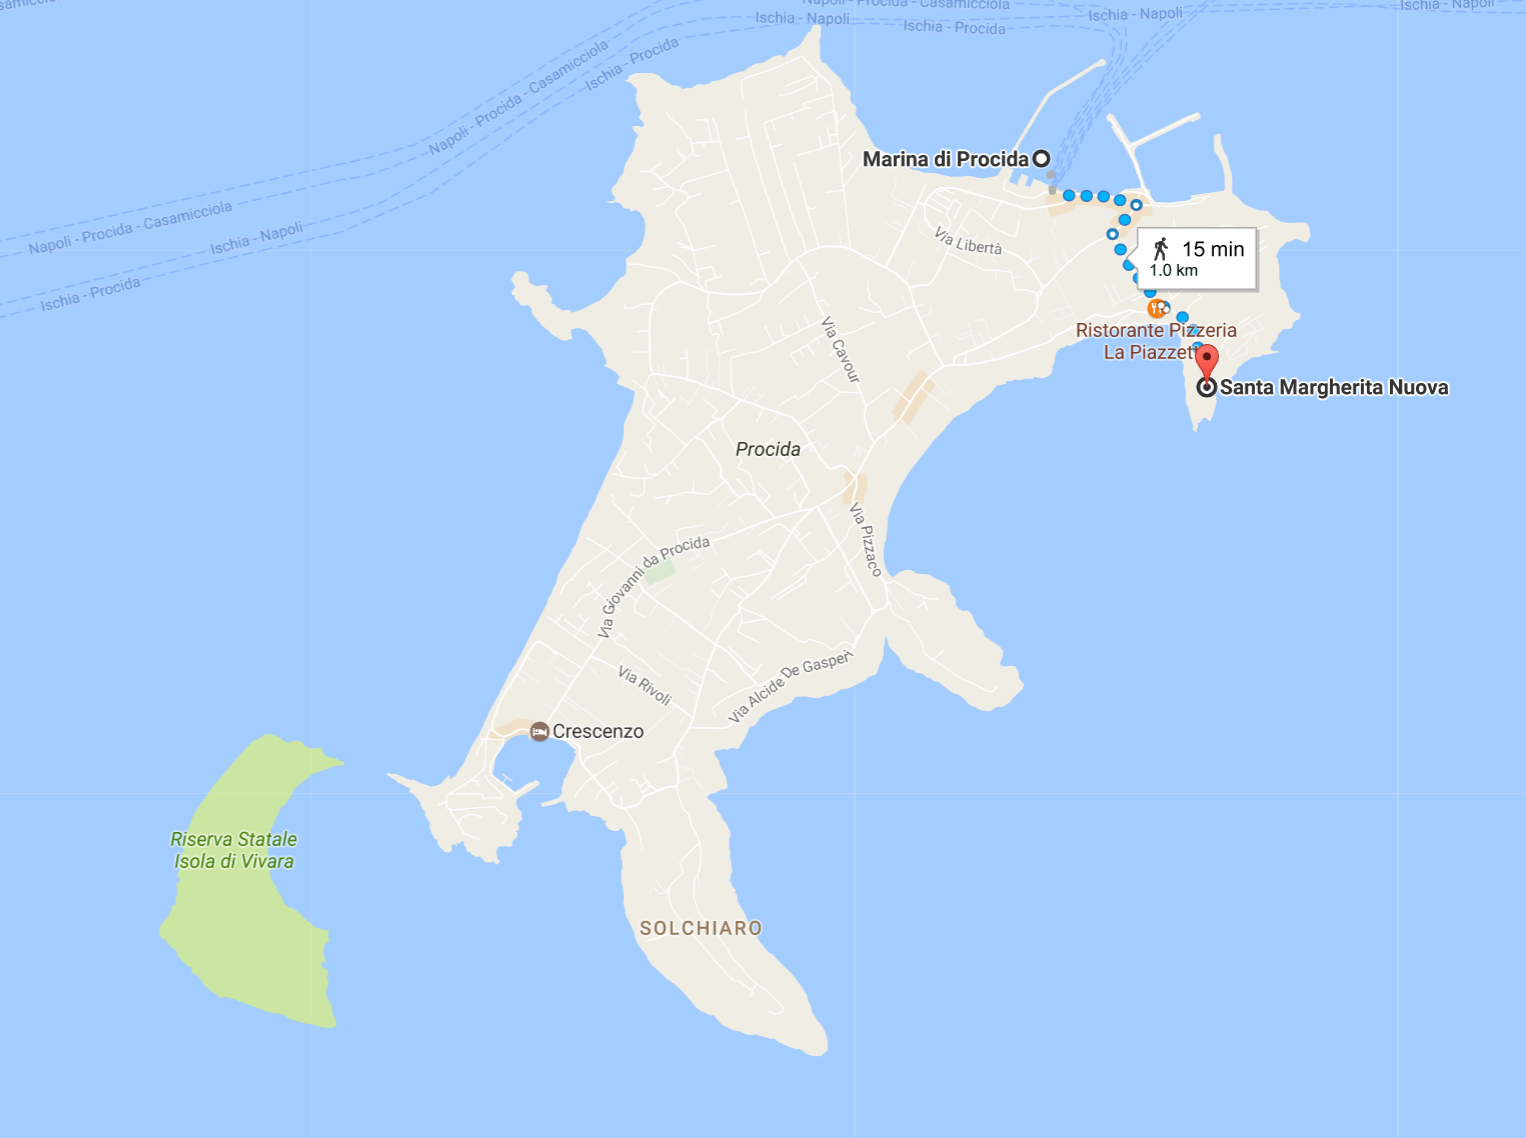 Napoli - Procida - Casamicciola
Ischia - Napoli
Ischia - Procida
Ischia - Napoli
Ischia - Napoli
Napoli - Procida - Casamicciola
Ischia - Procida
Marina di Procida
Napoli - Procida - Casamicciola
Ischia - Napoli
Ischia - Procida
Via Libertà
15 min
1.0 km
Ristorante Pizzeria
La Piazzett
Via Cavour
Santa Margherita Nuova
Procida
Via Pizzaco
Via Giovanni da Procida
Via Rivoli
Via Alcide De Gasperi
Crescenzo
Riserva Statale
Isola di Vivara
SOLCHIARO